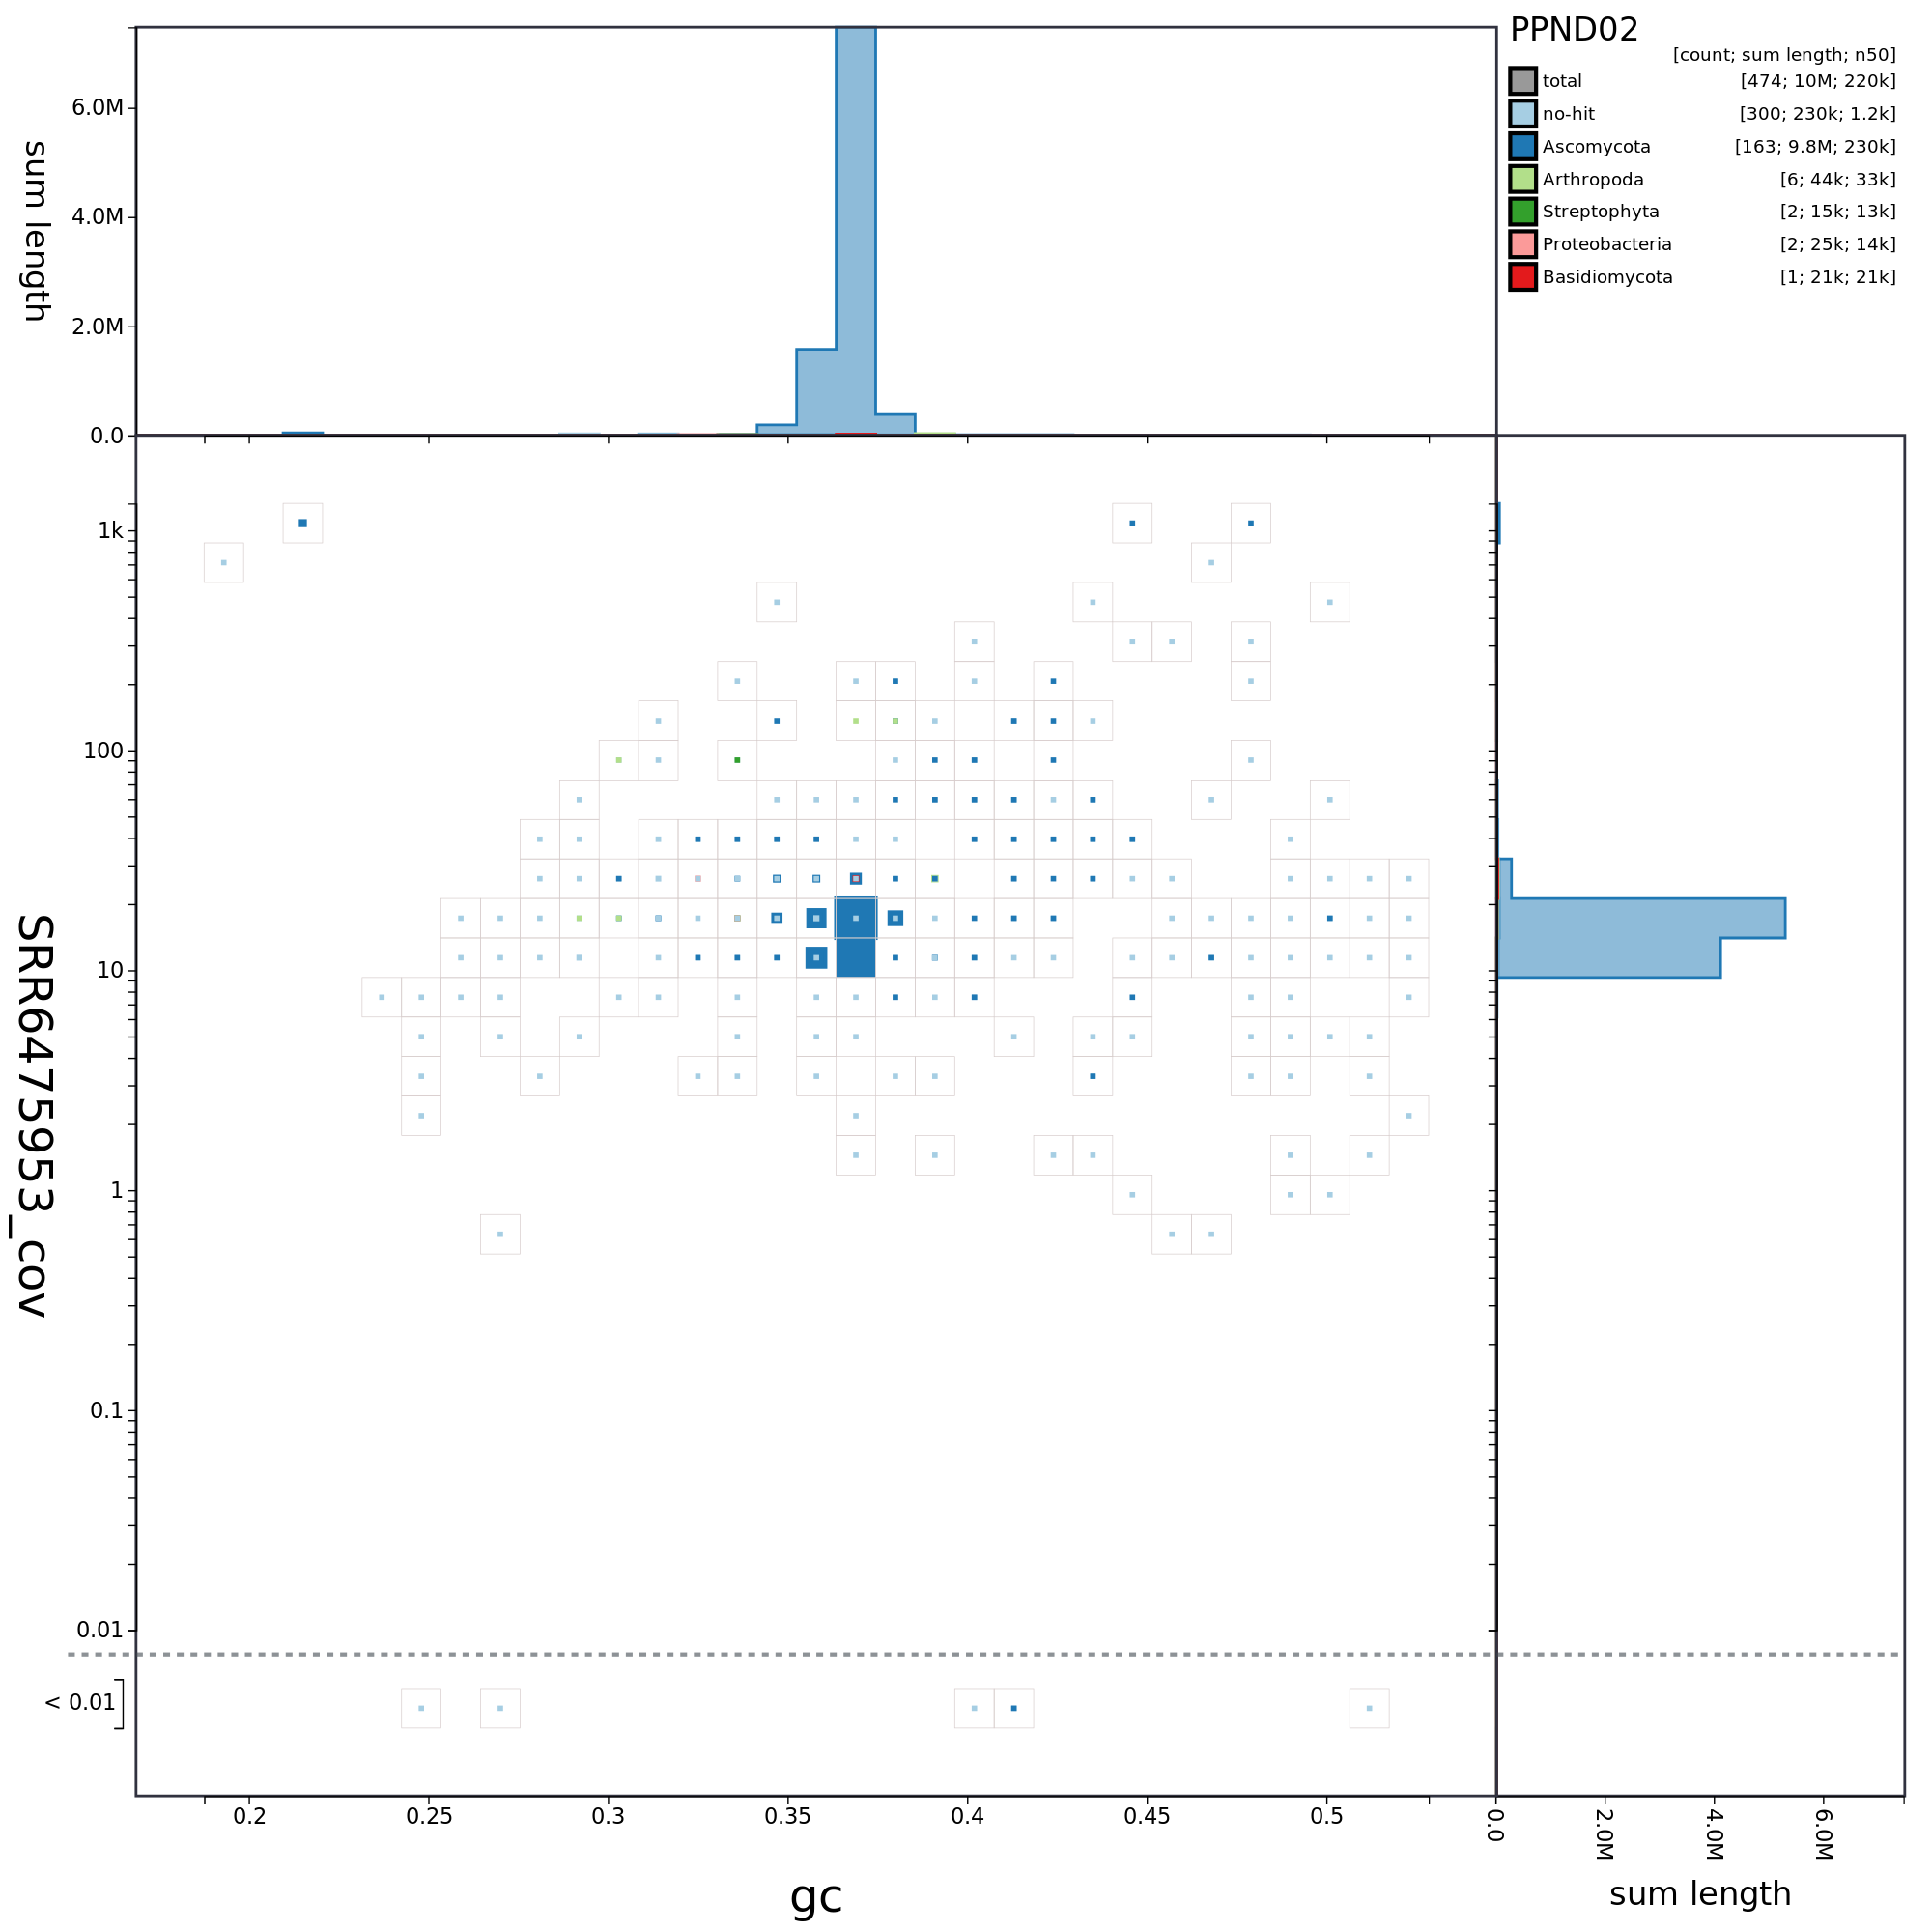 PPND02
[count; sum length; n50]
total [474; 10M; 220k]
no-hit [300; 230k; 1.2k]
Ascomycota [163; 9.8M; 230k]
Arthropoda [6; 44k; 33k]
Streptophyta [2; 15k; 13k]
Proteobacteria [2; 25k; 14k]
Basidiomycota [1; 21k; 21k]
sum length
6.0M
4.0M
2.0M
0.0
SRR6475953_cov
1k
100
10
1
0.1
0.01
< 0.01
0.2 0.25 0.3 0.35 0.4 0.45 0.5
gc
0.0 2.0M 4.0M 6.0M
sum length